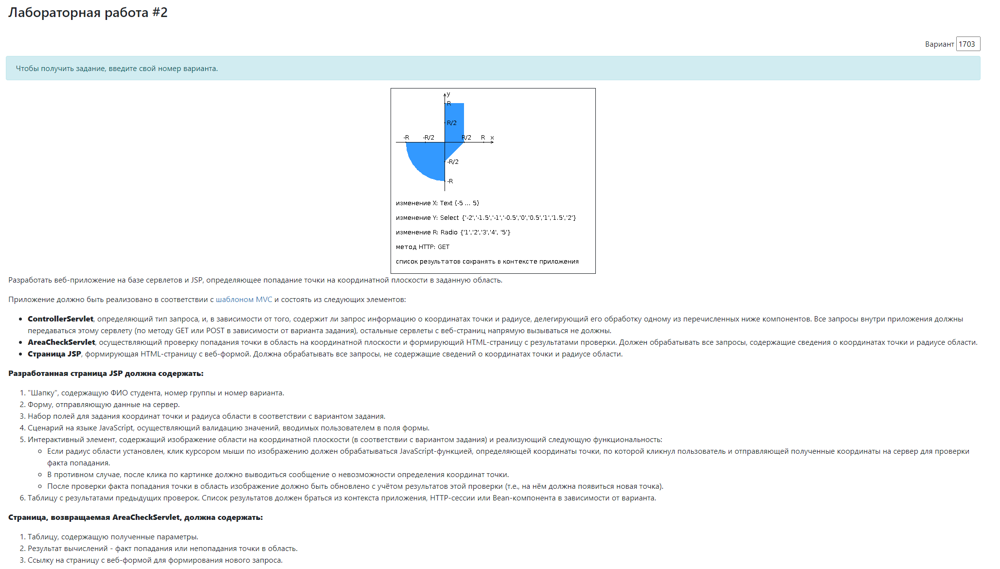 Лабораторная работа #2
Вариант 1703
Чтобы получить задание, введите свой номер варианта.
y
R
R/2
-R -R/2 R/2 R x
-R/2
-R
изменение X: Text (-5 ... 5)
изменение Y: Select {'-2','-1.5','-1','-0.5','0','0.5','1','1.5','2'}
изменение R: Radio {'1','2','3','4', '5'}
метод HTTP: GET
список результатов сохранять в контексте приложения
Разработать веб-приложение на базе сервлетов и JSP, определяющее попадание точки на координатной плоскости в заданную область.
Приложение должно быть реализовано в соответствии с шаблоном MVC и состоять из следующих элементов:
• ControllerServlet, определяющий тип запроса, и, в зависимости от того, содержит ли запрос информацию о координатах точки и радиусе, делегирующий его обработку одному из перечисленных ниже компонентов. Все запросы внутри приложения должны
передаваться этому сервлету (по методу GET или POST в зависимости от варианта задания), остальные сервлеты с веб-страниц напрямую вызываться не должны.
• AreaCheckServlet, осуществляющий проверку попадания точки в область на координатной плоскости и формирующий HTML-страницу с результатами проверки. Должен обрабатывать все запросы, содержащие сведения о координатах точки и радиусе области.
• Страница JSP, формирующая HTML-страницу с веб-формой. Должна обрабатывать все запросы, не содержащие сведений о координатах точки и радиусе области.
Разработанная страница JSP должна содержать:
1. "Шапку", содержащую ФИО студента, номер группы и номер варианта.
2. Форму, отправляющую данные на сервер.
3. Набор полей для задания координат точки и радиуса области в соответствии с вариантом задания.
4. Сценарий на языке JavaScript, осуществляющий валидацию значений, вводимых пользователем в поля формы.
5. Интерактивный элемент, содержащий изображение области на координатной плоскости (в соответствии с вариантом задания) и реализующий следующую функциональность:
◦ Если радиус области установлен, клик курсором мыши по изображению должен обрабатываться JavaScript-функцией, определяющей координаты точки, по которой кликнул пользователь и отправляющей полученные координаты на сервер для проверки
факта попадания.
◦ В противном случае, после клика по картинке должно выводиться сообщение о невозможности определения координат точки.
◦ После проверки факта попадания точки в область изображение должно быть обновлено с учётом результатов этой проверки (т.е., на нём должна появиться новая точка).
6. Таблицу с результатами предыдущих проверок. Список результатов должен браться из контекста приложения, HTTP-сессии или Bean-компонента в зависимости от варианта.
Страница, возвращаемая AreaCheckServlet, должна содержать:
1. Таблицу, содержащую полученные параметры.
2. Результат вычислений - факт попадания или непопадания точки в область.
3. Ссылку на страницу с веб-формой для формирования нового запроса.